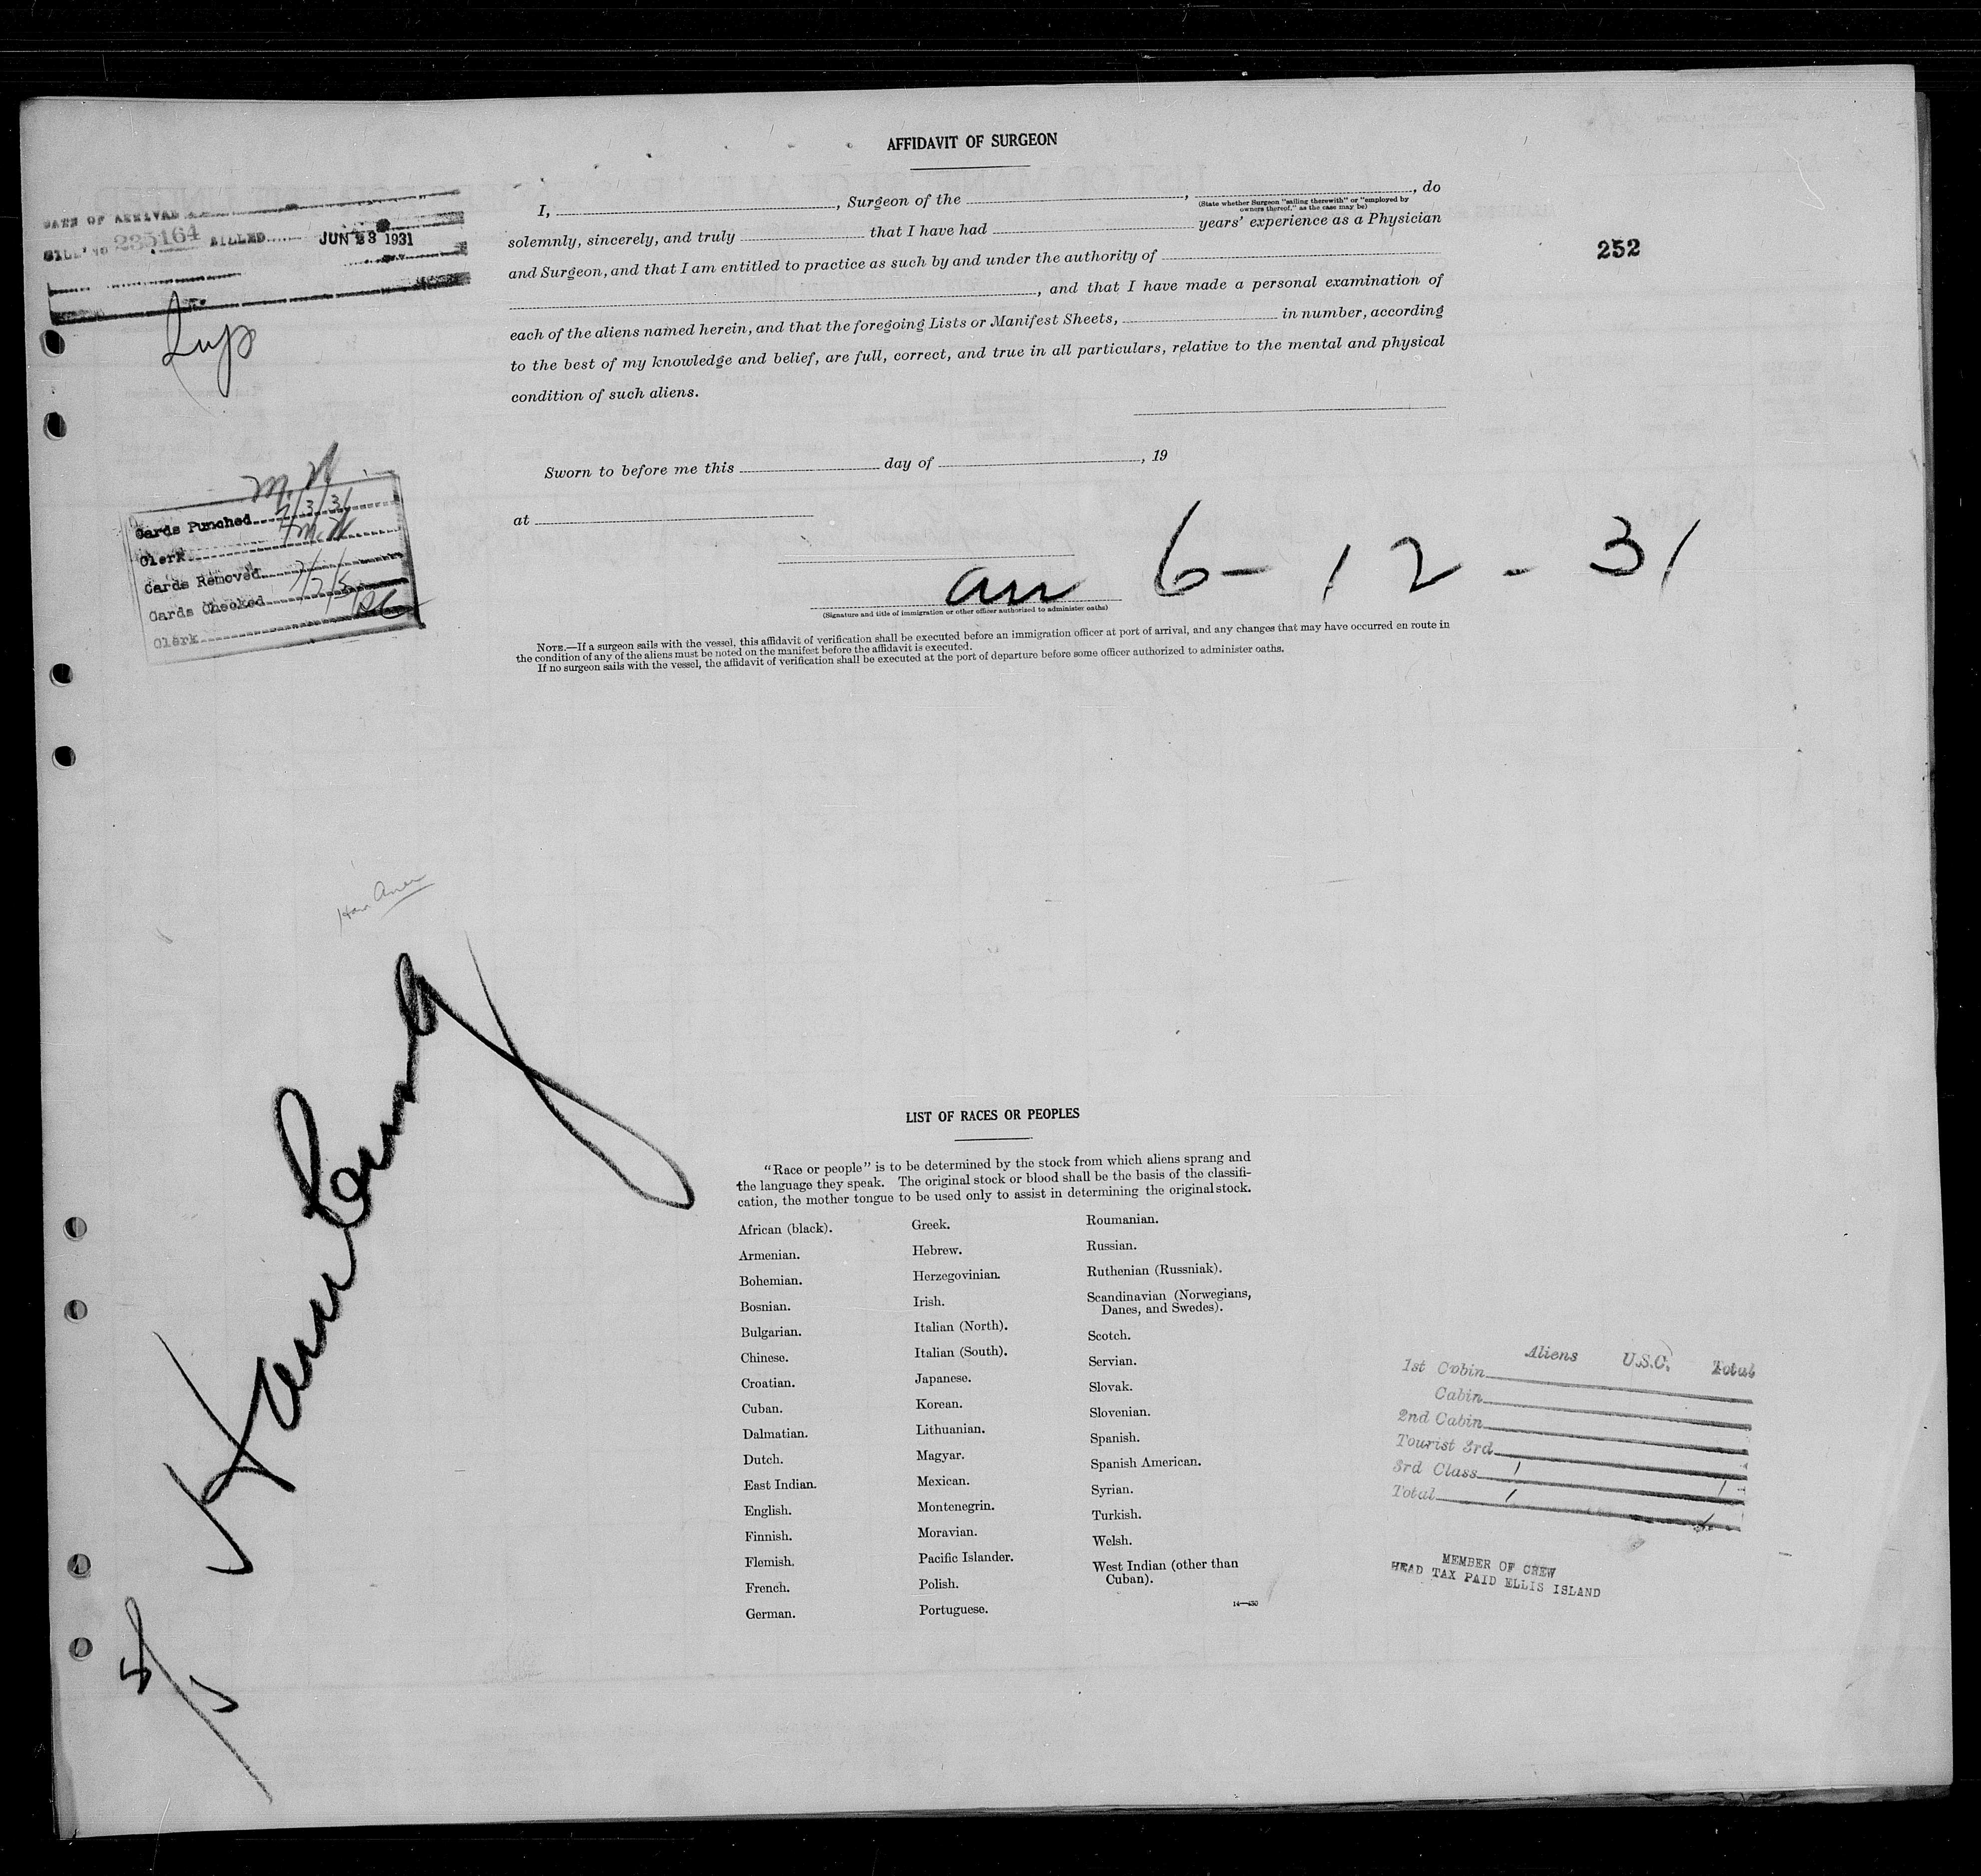 AFFIDAVIT OF SURGEON
I, , Surgeon of the , , do
(State whether Surgeon "sailing therewith" or "employed by
owners thereof," as the case may be)
solemnly, sincerely, and truly that I have had years' experience as a Physician
and Surgeon, and that I am entitled to practice as such by and under the authority of
, and that I have made a personal examination of
each of the aliens named herein, and that the foregoing Lists or Manifest Sheets, in number, according
to the best of my knowledge and belief, are full, correct, and true in all particulars, relative to the mental and physical
condition of such aliens.
Sworn to before me this day of , 19
at
arr 6-12-31
(Signature and title of immigration or other officer authorized to administer oaths)
NOTE.—If a surgeon sails with the vessel, this affidavit of verification shall be executed before an immigration officer at port of arrival, and any changes that may have occurred en route in
the condition of any of the aliens must be noted on the manifest before the affidavit is executed.
If no surgeon sails with the vessel, the affidavit of verification shall be executed at the port of departure before some officer authorized to administer oaths.
252
DATE OF ARRIVAL
BILL NO 225164 BILLED JUN 23 1931
Cards Punched 7/3/31
Clerk M.W
Cards Removed
Cards Checked
Clerk
LIST OF RACES OR PEOPLES
"Race or people" is to be determined by the stock from which aliens sprang and
the language they speak. The original stock or blood shall be the basis of the classifi-
cation, the mother tongue to be used only to assist in determining the original stock.
African (black).
Armenian.
Bohemian.
Bosnian.
Bulgarian.
Chinese.
Croatian.
Cuban.
Dalmatian.
Dutch.
East Indian.
English.
Finnish.
Flemish.
French.
German.
Greek.
Hebrew.
Herzegovinian.
Irish.
Italian (North).
Italian (South).
Japanese.
Korean.
Lithuanian.
Magyar.
Mexican.
Montenegrin.
Moravian.
Pacific Islander.
Polish.
Portuguese.
Roumanian.
Russian.
Ruthenian (Russniak).
Scandinavian (Norwegians,
Danes, and Swedes).
Scotch.
Servian.
Slovak.
Slovenian.
Spanish.
Spanish American.
Syrian.
Turkish.
Welsh.
West Indian (other than
Cuban).
14—430
Aliens U.S.C. Total
1st Cabin
Cabin
2nd Cabin
Tourist 3rd
3rd Class 1 1
Total 1 1
MEMBER OF CREW
HEAD TAX PAID ELLIS ISLAND